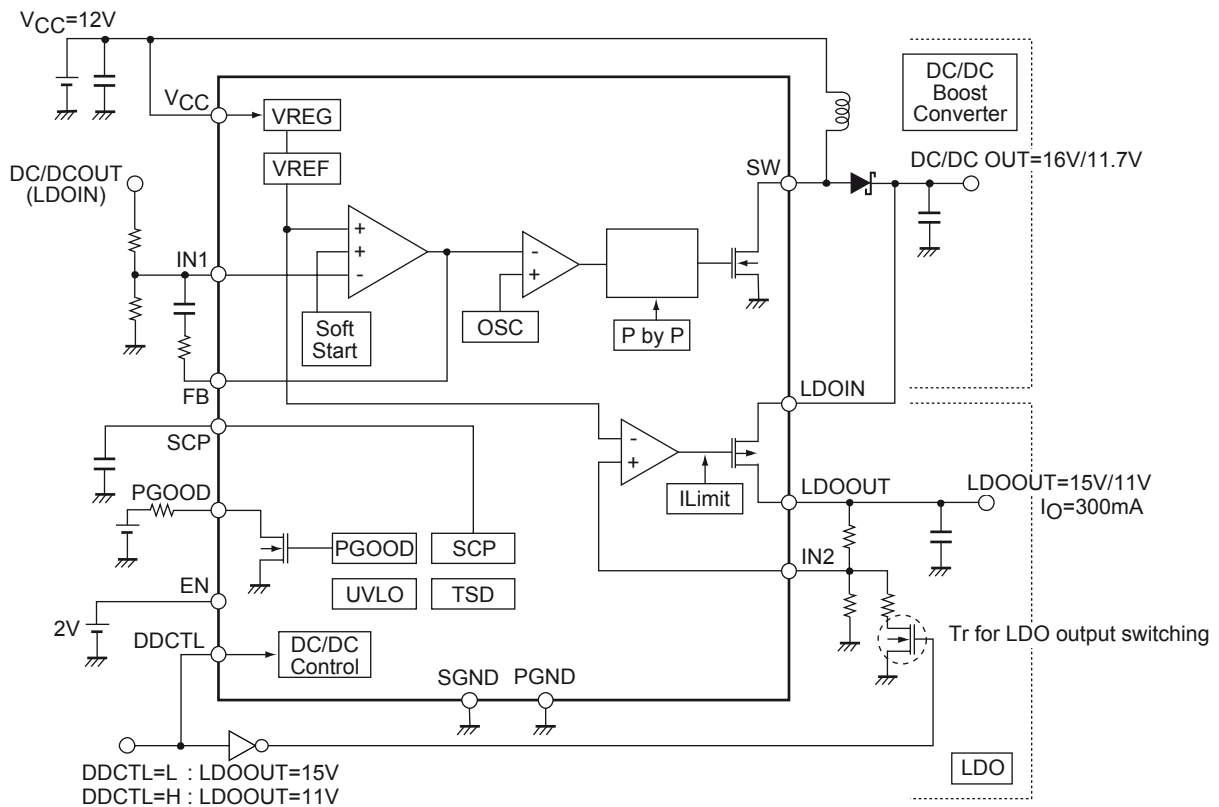 VCC=12V
DC/DC
Boost
Converter
VCC
VREG
VREF
SW
DC/DC OUT=16V/11.7V
DC/DCOUT
(LDOIN)
+
+
-
-
+
IN1
Soft
Start
OSC
P by P
FB
LDOIN
SCP
-
+
ILimit
LDOOUT
LDOOUT=15V/11V
IO=300mA
PGOOD
PGOOD
SCP
IN2
EN
UVLO
TSD
2V
DDCTL
DC/DC
Control
Tr for LDO output switching
SGND
PGND
DDCTL=L : LDOOUT=15V
DDCTL=H : LDOOUT=11V
LDO